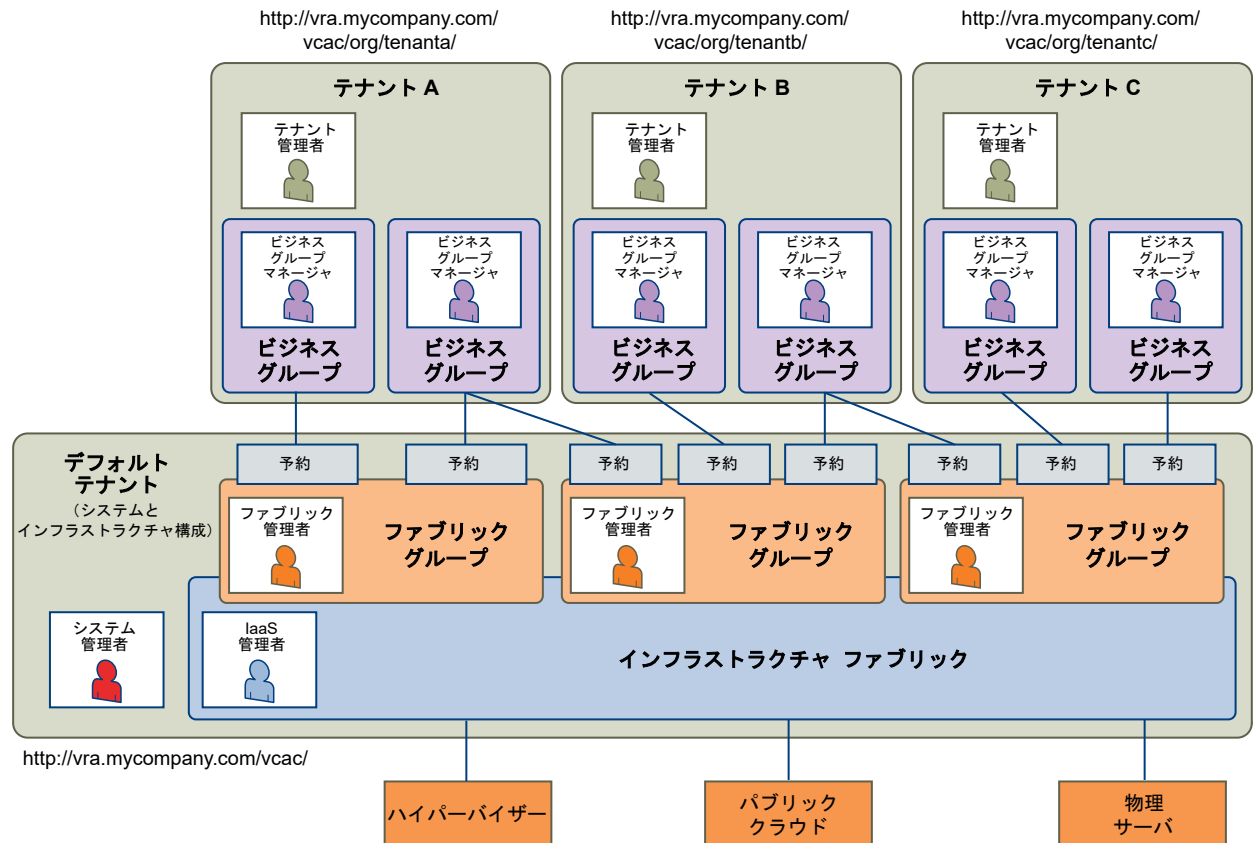 http://vra.mycompany.com/
vcac/org/tenanta/
http://vra.mycompany.com/
vcac/org/tenantb/
http://vra.mycompany.com/
vcac/org/tenantc/
テナント A
テナント B
テナント C
テナント
管理者
テナント
管理者
テナント
管理者
ビジネス
グループ
マネージャ
ビジネス
グループ
ビジネス
グループ
マネージャ
ビジネス
グループ
ビジネス
グループ
マネージャ
ビジネス
グループ
ビジネス
グループ
マネージャ
ビジネス
グループ
ビジネス
グループ
マネージャ
ビジネス
グループ
ビジネス
グループ
マネージャ
ビジネス
グループ
デフォルト
テナント
（システムと
インフラストラクチャ構成）
予約
予約
予約
予約
予約
予約
予約
予約
ファブリック
管理者
ファブリック
グループ
ファブリック
管理者
ファブリック
グループ
ファブリック
管理者
ファブリック
グループ
システム
管理者
IaaS
管理者
インフラストラクチャ ファブリック
http://vra.mycompany.com/vcac/
ハイパーバイザー
パブリック
クラウド
物理
サーバ